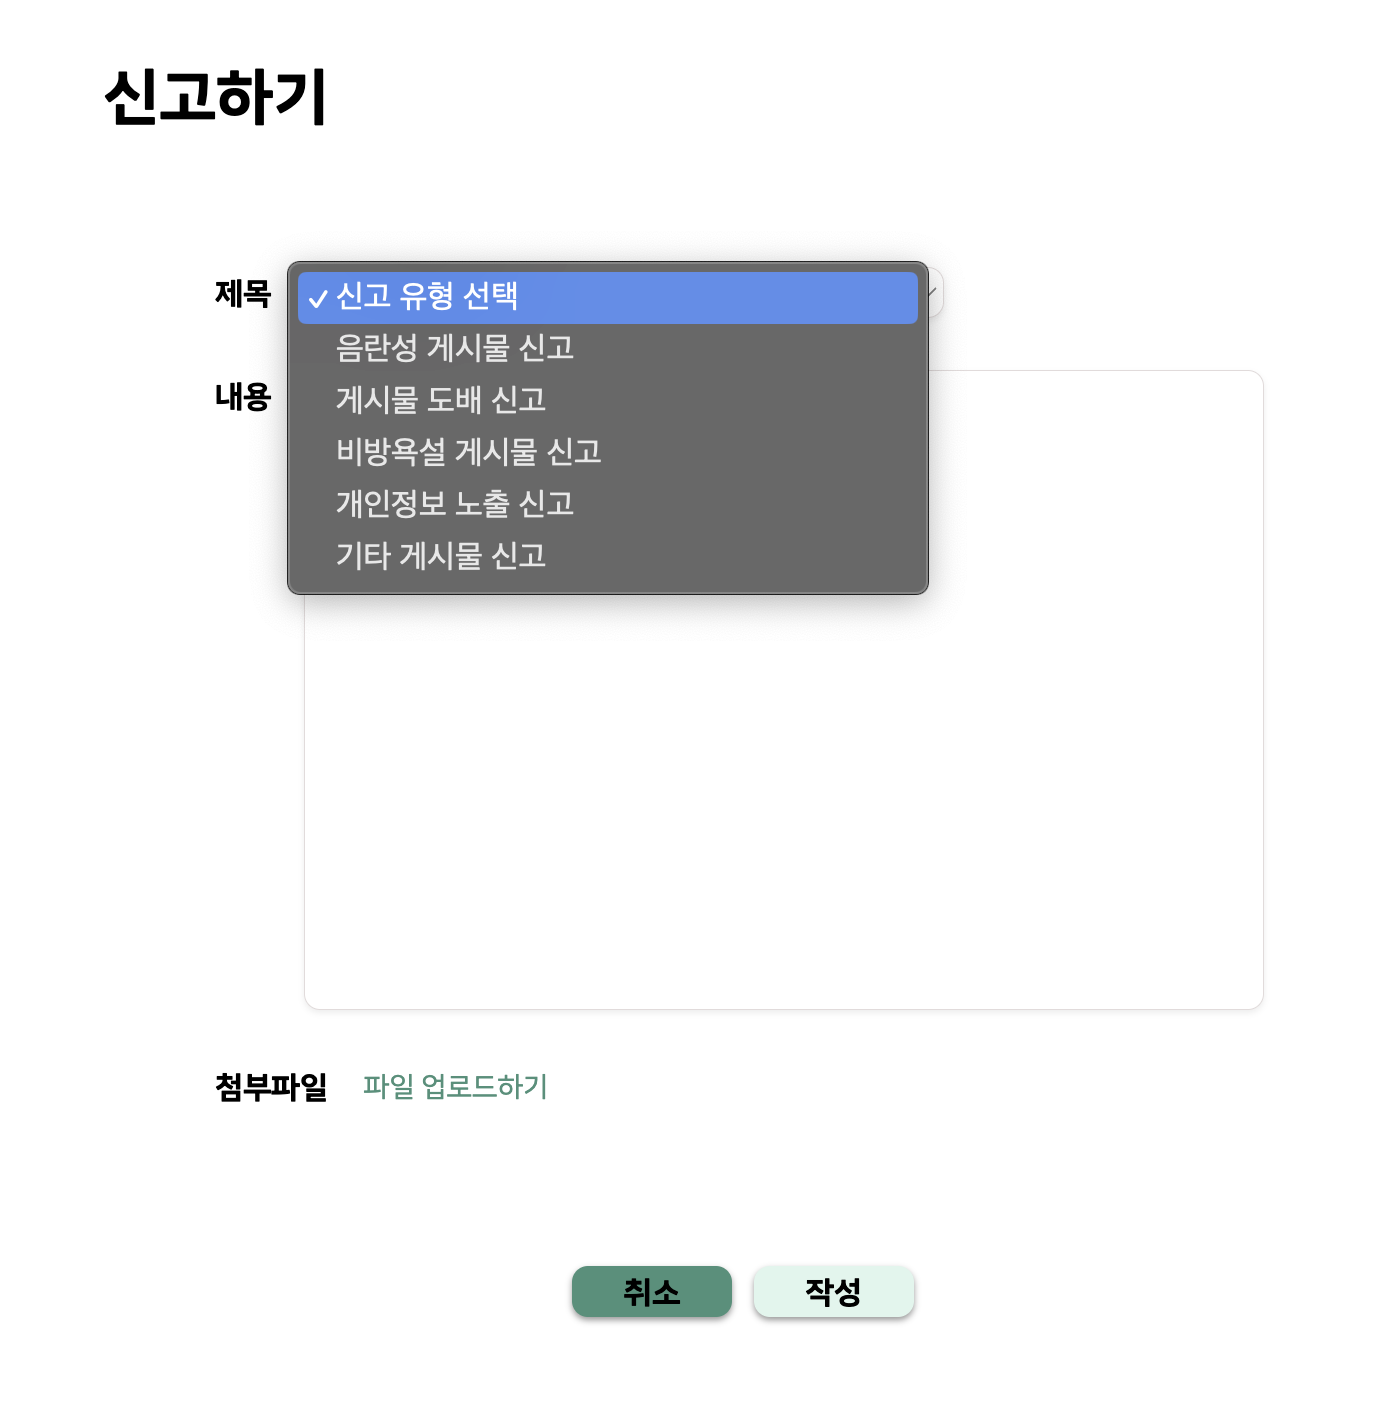 신고하기
제목
신고 유형 선택
음란성 게시물 신고
게시물 도배 신고
비방욕설 게시물 신고
개인정보 노출 신고
기타 게시물 신고
내용
첨부파일 파일 업로드하기
취소 작성